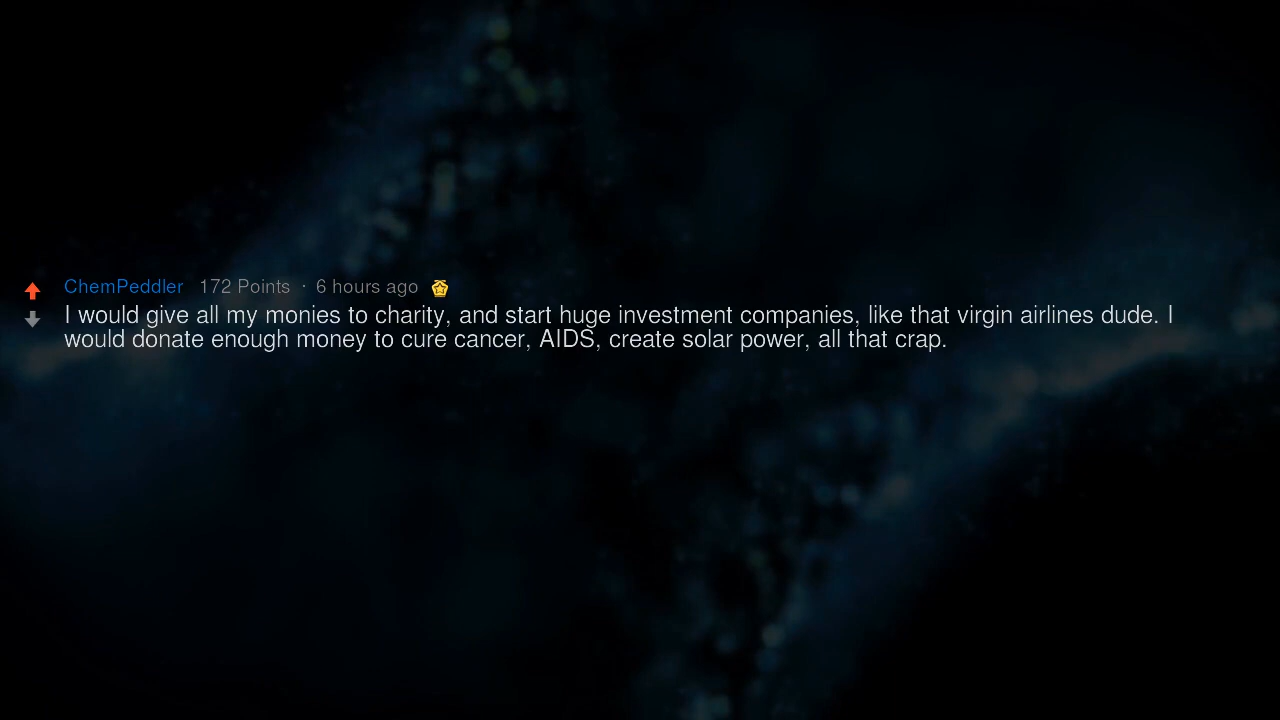 ChemPeddler 172 Points · 6 hours ago
I would give all my monies to charity, and start huge investment companies, like that virgin airlines dude. I
would donate enough money to cure cancer, AIDS, create solar power, all that crap.